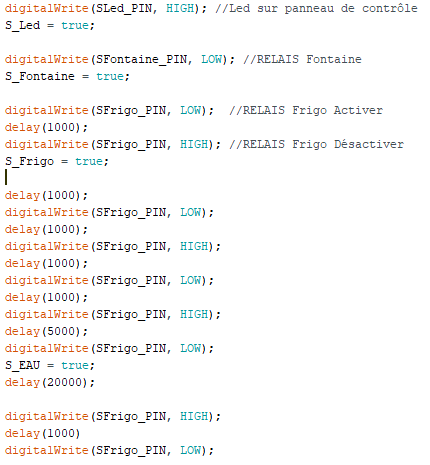 digitalWrite(SLed_PIN, HIGH); //Led sur panneau de contrôle
S_Led = true;
digitalWrite(SFontaine_PIN, LOW); //RELAIS Fontaine
S_Fontaine = true;
digitalWrite(SFrigo_PIN, LOW);  //RELAIS Frigo Activer
delay(1000);
digitalWrite(SFrigo_PIN, HIGH); //RELAIS Frigo Désactiver
S_Frigo = true;
delay(1000);
digitalWrite(SFrigo_PIN, LOW);
delay(1000);
digitalWrite(SFrigo_PIN, HIGH);
delay(1000);
digitalWrite(SFrigo_PIN, LOW);
delay(1000);
digitalWrite(SFrigo_PIN, HIGH);
delay(5000);
digitalWrite(SFrigo_PIN, LOW);
S_EAU = true;
delay(20000);
digitalWrite(SFrigo_PIN, HIGH);
delay(1000)
digitalWrite(SFrigo_PIN, LOW);